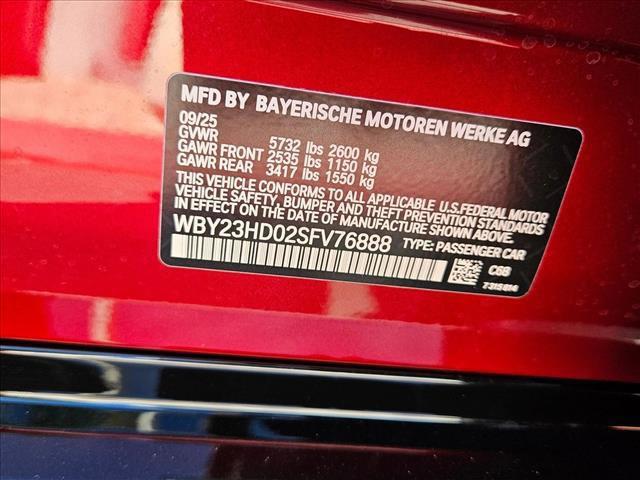 MFD BY BAYERISCHE MOTOREN WERKE AG
09/25
GVWR 5732 lbs 2600 kg
GAWR FRONT 2535 lbs 1150 kg
GAWR REAR 3417 lbs 1550 kg
THIS VEHICLE CONFORMS TO ALL APPLICABLE U.S.FEDERAL MOTOR
VEHICLE SAFETY, BUMPER AND THEFT PREVENTION STANDARDS
IN EFFECT ON THE DATE OF MANUFACTURE SHOWN ABOVE.
WBY23HD02SFV76888 TYPE: PASSENGER CAR
C6B
7315814